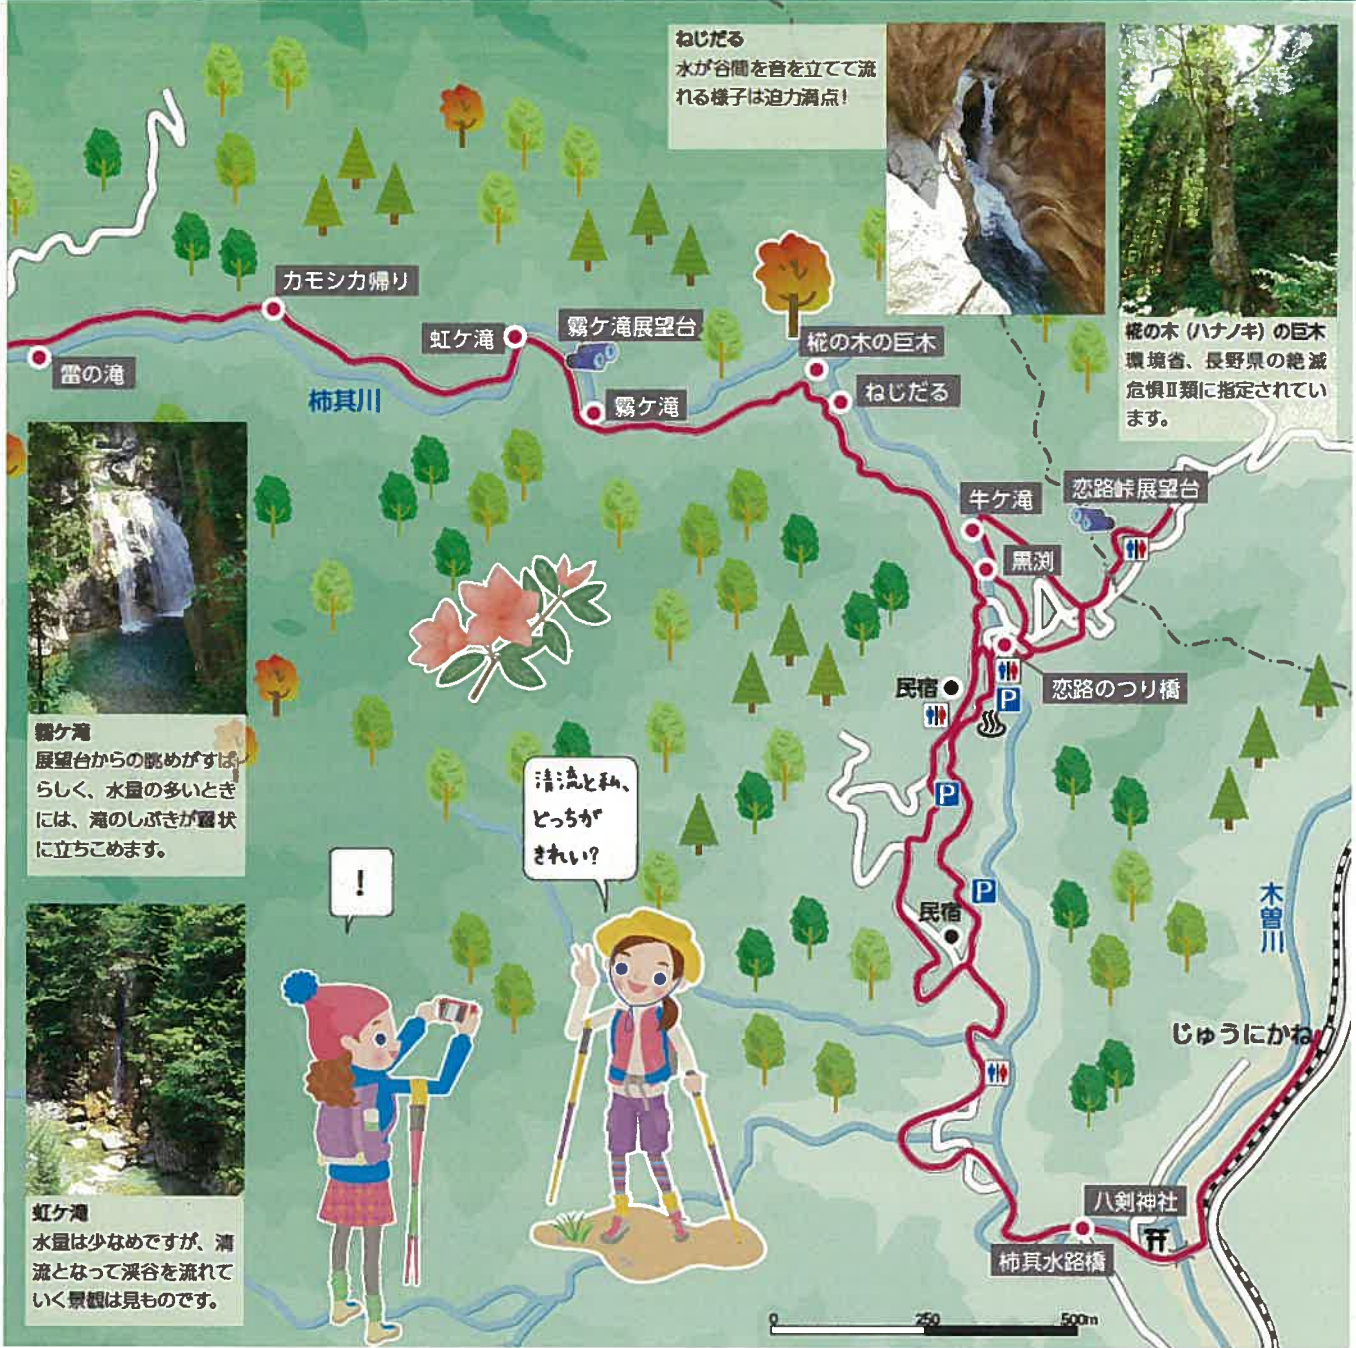 ねじだる
水が谷間を音を立てて流
れる様子は迫力満点!
椛の木(ハナノキ)の巨木
環境省、長野県の絶滅
危惧Ⅱ類に指定されてい
ます。
カモシカ帰り
虹ケ滝
霧ケ滝展望台
椛の木の巨木
雷の滝
柿其川
霧ケ滝
ねじだる
牛ケ滝
恋路峠展望台
黒渕
民宿
恋路のつり橋
P
霧ケ滝
展望台からの眺めがすば
らしく、水量の多いとき
には、滝のしぶきが霧状
に立ちこめます。
清流と私、
どっちが
きれい?
!
P
P
民宿
木曽川
じゅうにかね
虹ケ滝
水量は少なめですが、清
流となって渓谷を流れて
いく景観は見ものです。
八剣神社
柿其水路橋
0 250 500m